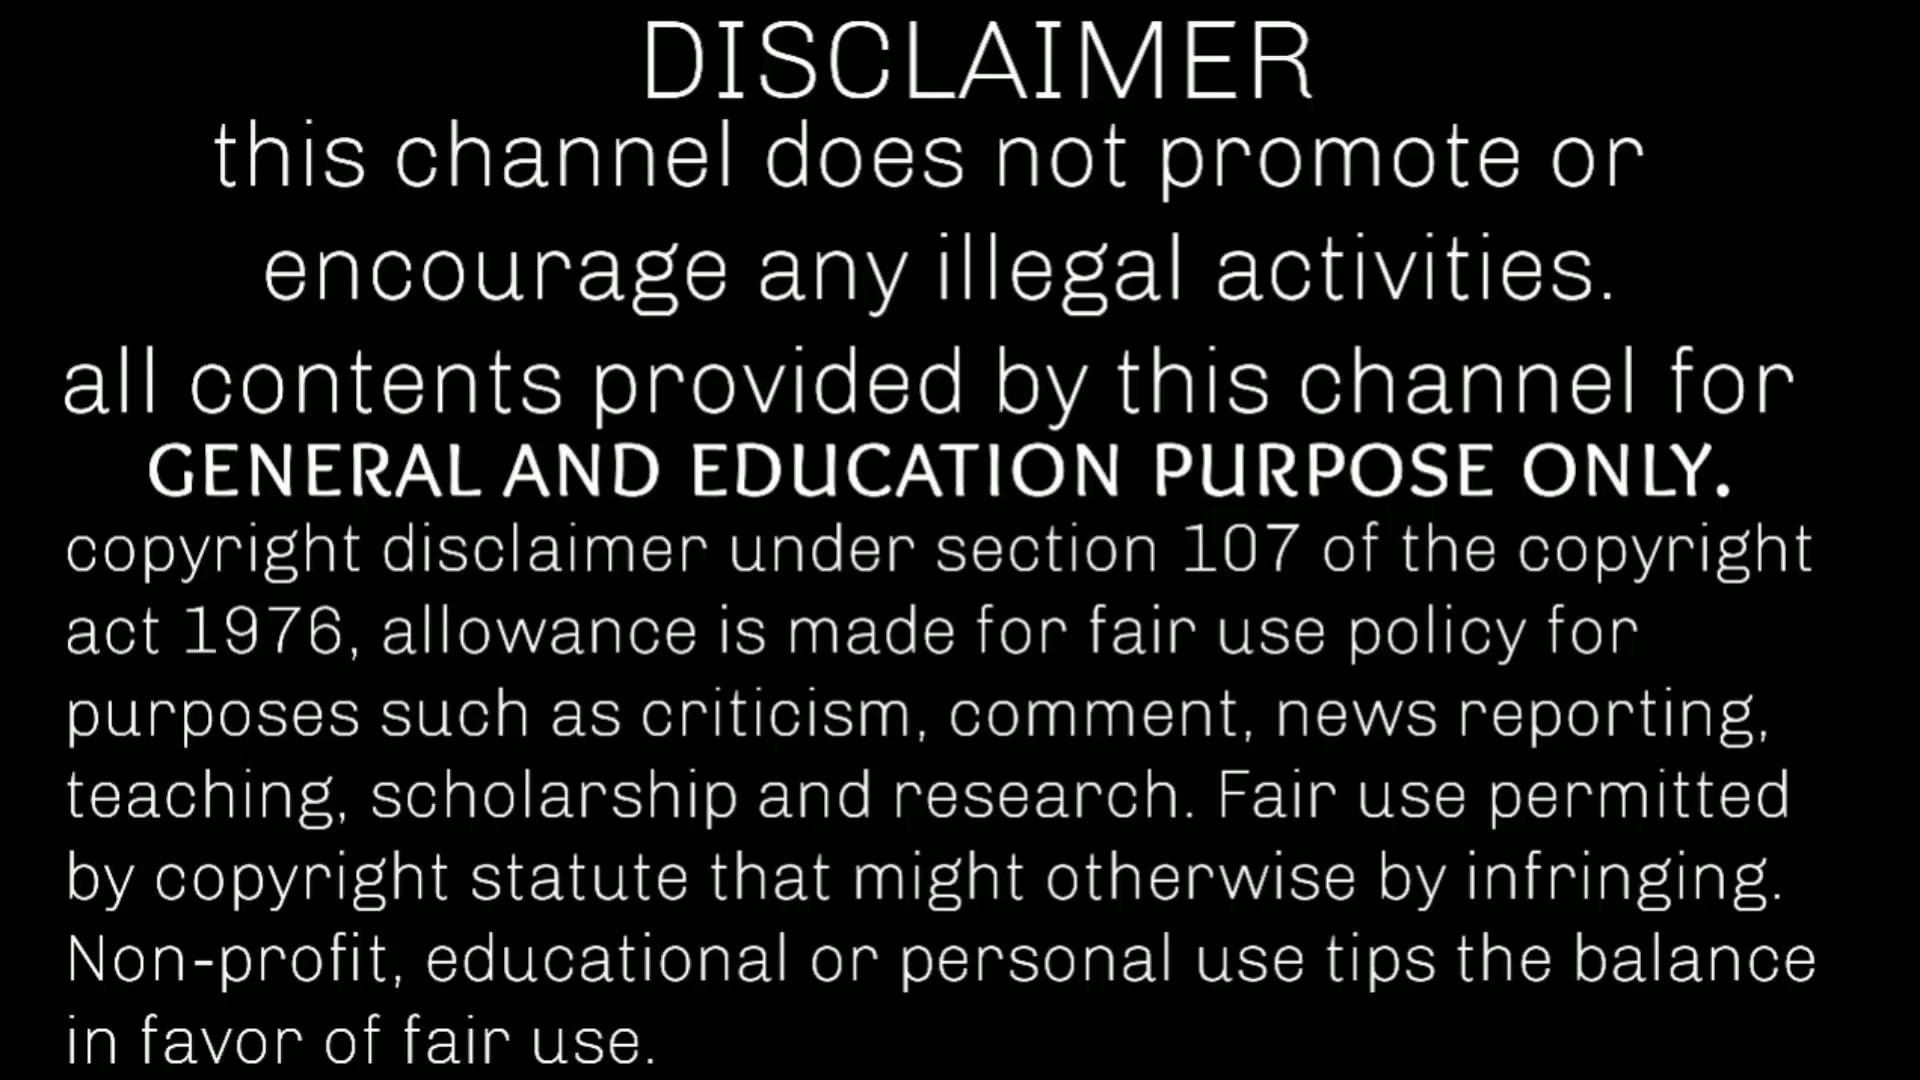 DISCLAIMER
this channel does not promote or
encourage any illegal activities.
all contents provided by this channel for
GENERAL AND EDUCATION PURPOSE ONLY.
copyright disclaimer under section 107 of the copyright
act 1976, allowance is made for fair use policy for
purposes such as criticism, comment, news reporting,
teaching, scholarship and research. Fair use permitted
by copyright statute that might otherwise by infringing.
Non-profit, educational or personal use tips the balance
in favor of fair use.